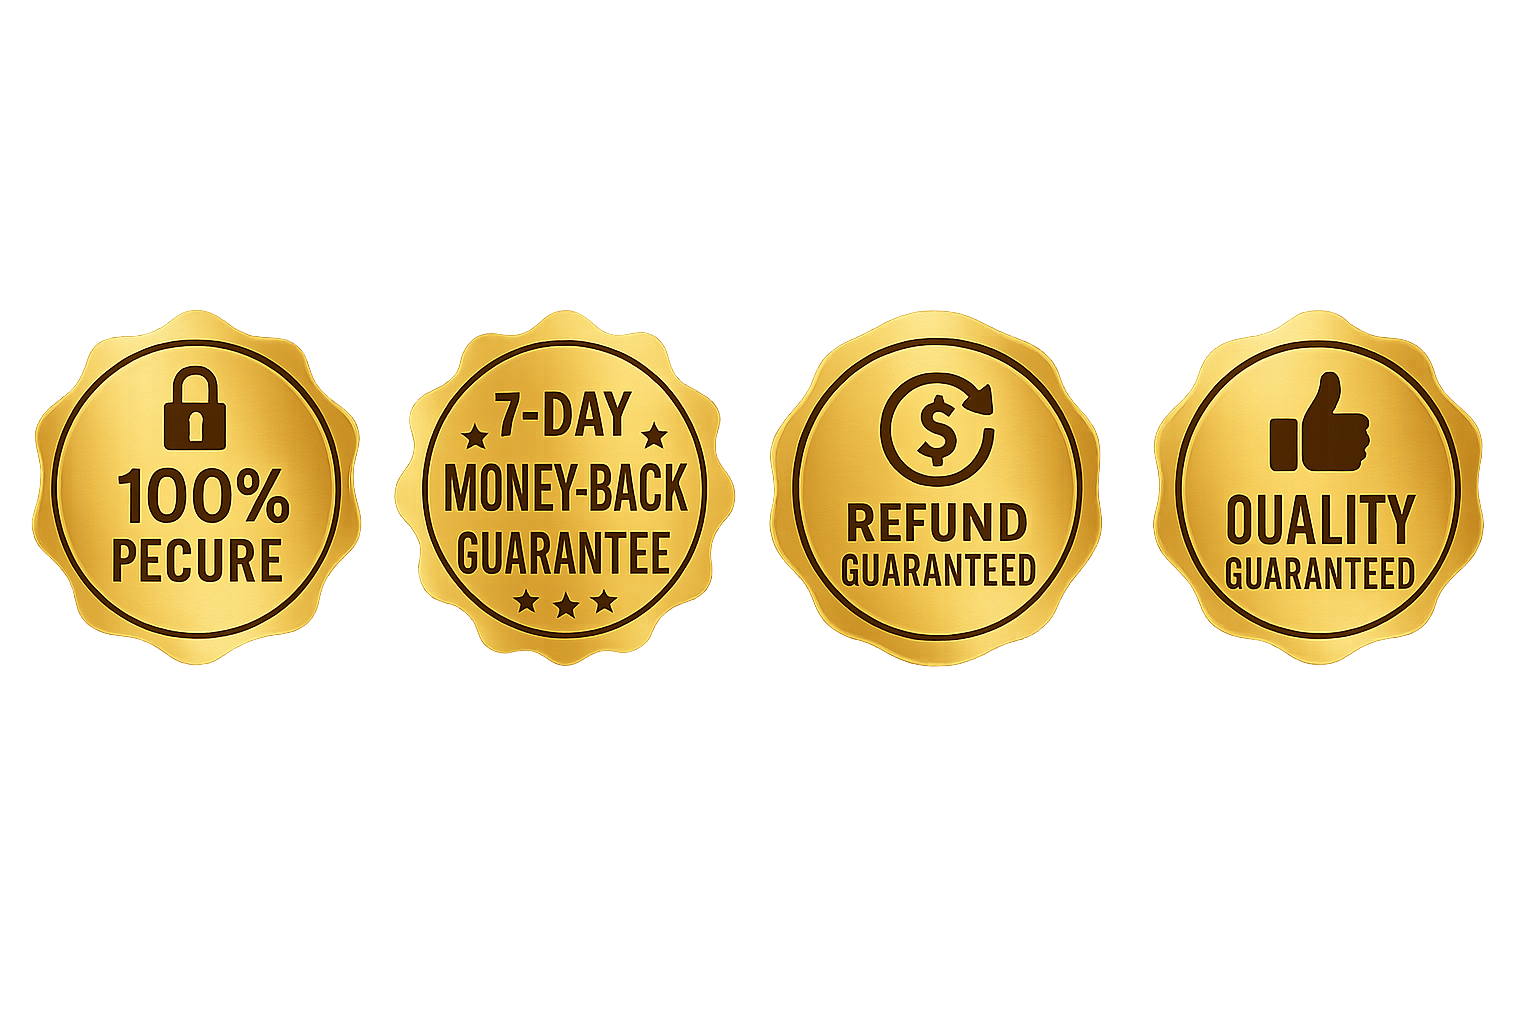 100%
PECURE
7-DAY
MONEY-BACK
GUARANTEE
$
REFUND
GUARANTEED
OUALITY
GUARANTEED